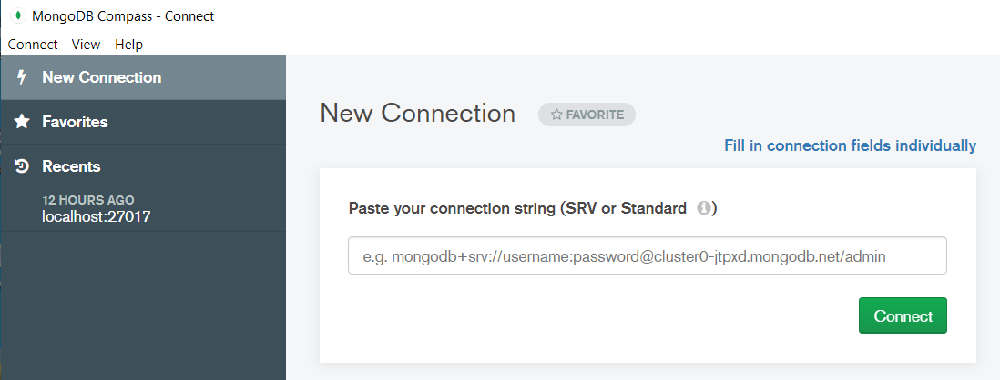 MongoDB Compass - Connect
Connect View Help
New Connection
Favorites
Recents
12 HOURS AGO
localhost:27017
New Connection
FAVORITE
Fill in connection fields individually
Paste your connection string (SRV or Standard )
e.g. mongodb+srv://username:password@cluster0-jtpxd.mongodb.net/admin
Connect